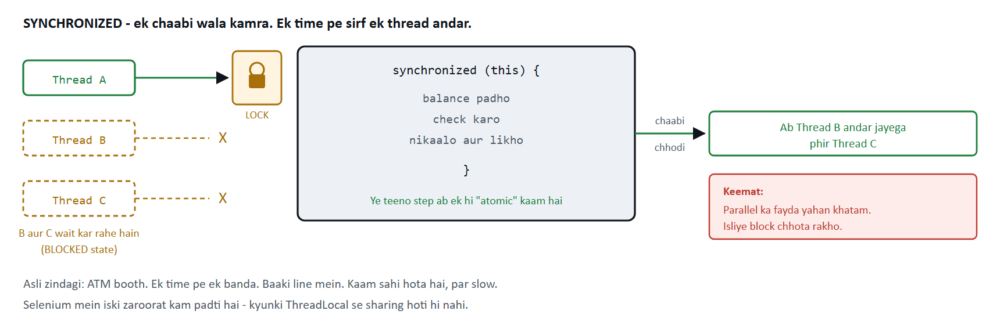 SYNCHRONIZED - ek chaabi wala kamra. Ek time pe sirf ek thread andar.
Thread A
LOCK
Thread B
X
Thread C
X
B aur C wait kar rahe hain
(BLOCKED state)
synchronized (this) {
balance padho
check karo
nikaalo aur likho
}
Ye teeno step ab ek hi "atomic" kaam hai
chaabi
chhodi
Ab Thread B andar jayega
phir Thread C
Keemat:
Parallel ka fayda yahan khatam.
Isliye block chhota rakho.
Asli zindagi: ATM booth. Ek time pe ek banda. Baaki line mein. Kaam sahi hota hai, par slow.
Selenium mein iski zaroorat kam padti hai - kyunki ThreadLocal se sharing hoti hi nahi.